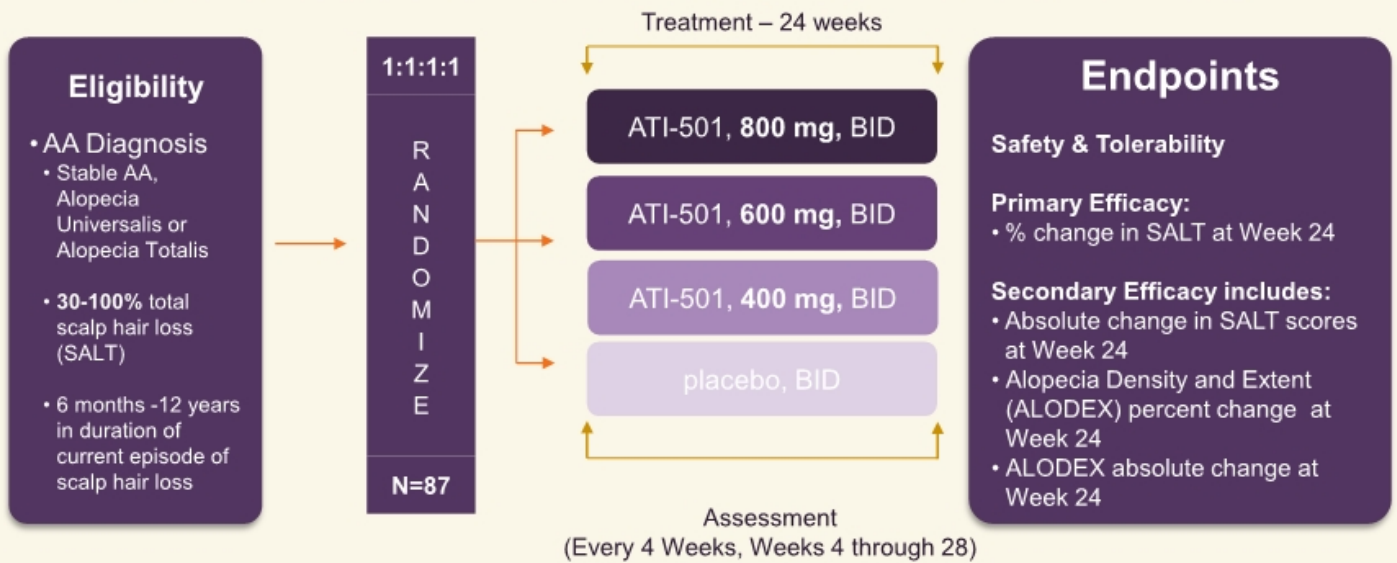 Treatment – 24 weeks
Eligibility
• AA Diagnosis
• Stable AA,
Alopecia
Universalis or
Alopecia Totalis
• 30-100% total
scalp hair loss
(SALT)
• 6 months -12 years
in duration of
current episode of
scalp hair loss
1:1:1:1
R
A
N
D
O
M
I
Z
E
N=87
ATI-501, 800 mg, BID
ATI-501, 600 mg, BID
ATI-501, 400 mg, BID
placebo, BID
Assessment
(Every 4 Weeks, Weeks 4 through 28)
Endpoints
Safety & Tolerability
Primary Efficacy:
• % change in SALT at Week 24
Secondary Efficacy includes:
• Absolute change in SALT scores
at Week 24
• Alopecia Density and Extent
(ALODEX) percent change at
Week 24
• ALODEX absolute change at
Week 24